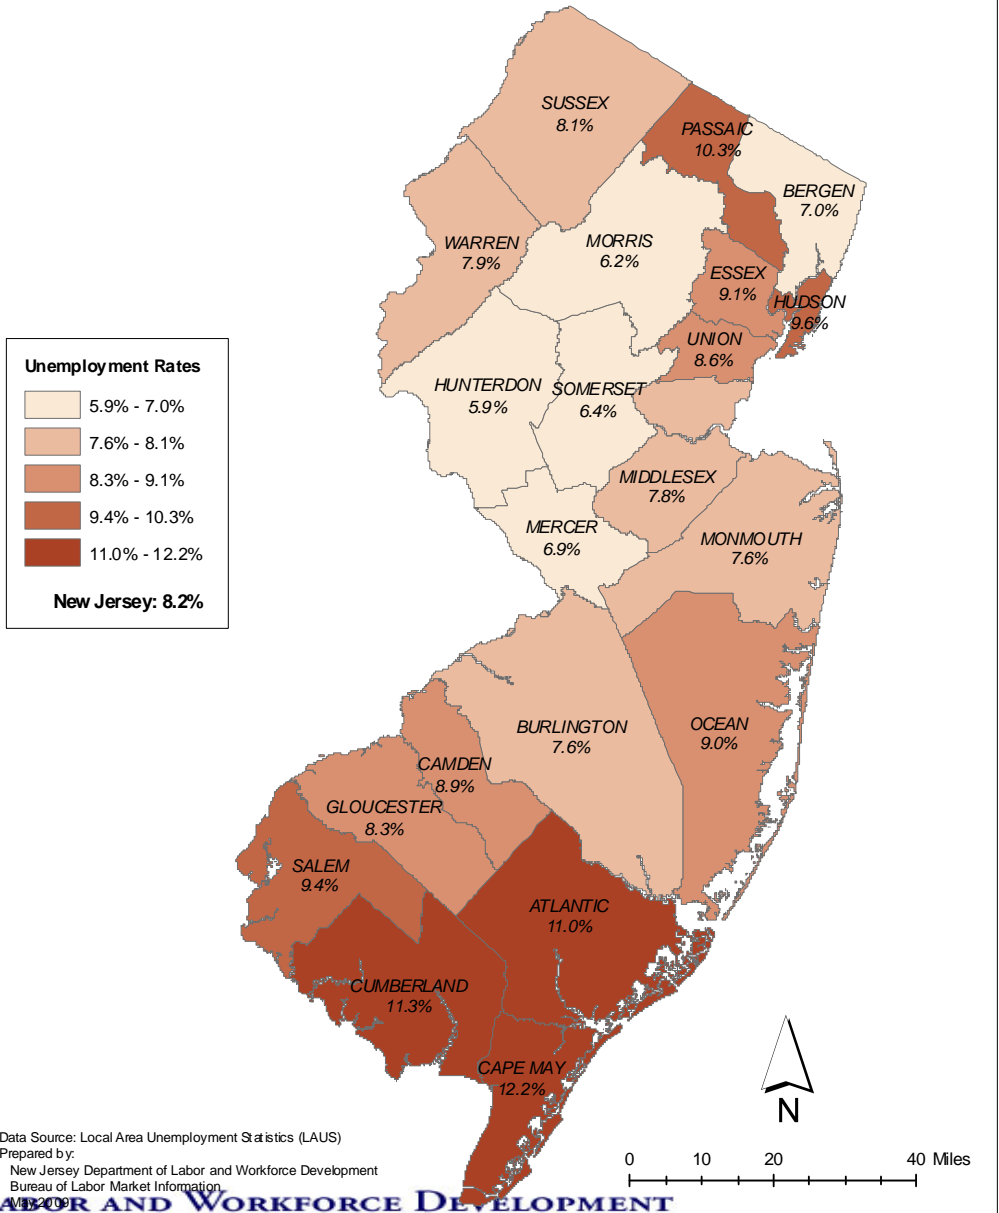 SUSSEX
8.1%
PASSAIC
10.3%
BERGEN
7.0%
WARREN
7.9%
MORRIS
6.2%
ESSEX
9.1%
HUDSON
9.6%
UNION
8.6%
HUNTERDON
5.9%
SOMERSET
6.4%
MIDDLESEX
7.8%
MERCER
6.9%
MONMOUTH
7.6%
Unemployment Rates
5.9% - 7.0%
7.6% - 8.1%
8.3% - 9.1%
9.4% - 10.3%
11.0% - 12.2%
New Jersey: 8.2%
BURLINGTON
7.6%
OCEAN
9.0%
CAMDEN
8.9%
GLOUCESTER
8.3%
SALEM
9.4%
ATLANTIC
11.0%
CUMBERLAND
11.3%
CAPE MAY
12.2%
N
0 10 20 40 Miles
Data Source: Local Area Unemployment Statistics (LAUS)
Prepared by:
New Jersey Department of Labor and Workforce Development
Bureau of Labor Market Information
May 2009
ABOR AND WORKFORCE DEVELOPMENT